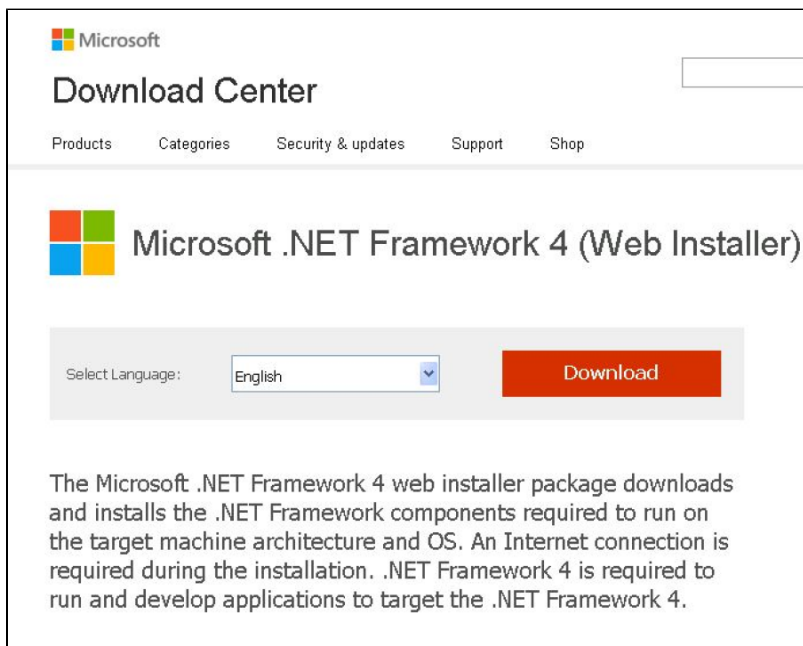 Microsoft
Download Center
Products Categories Security & updates Support Shop
Microsoft .NET Framework 4 (Web Installer)
Select Language: English Download
The Microsoft .NET Framework 4 web installer package downloads
and installs the .NET Framework components required to run on
the target machine architecture and OS. An Internet connection is
required during the installation. .NET Framework 4 is required to
run and develop applications to target the .NET Framework 4.